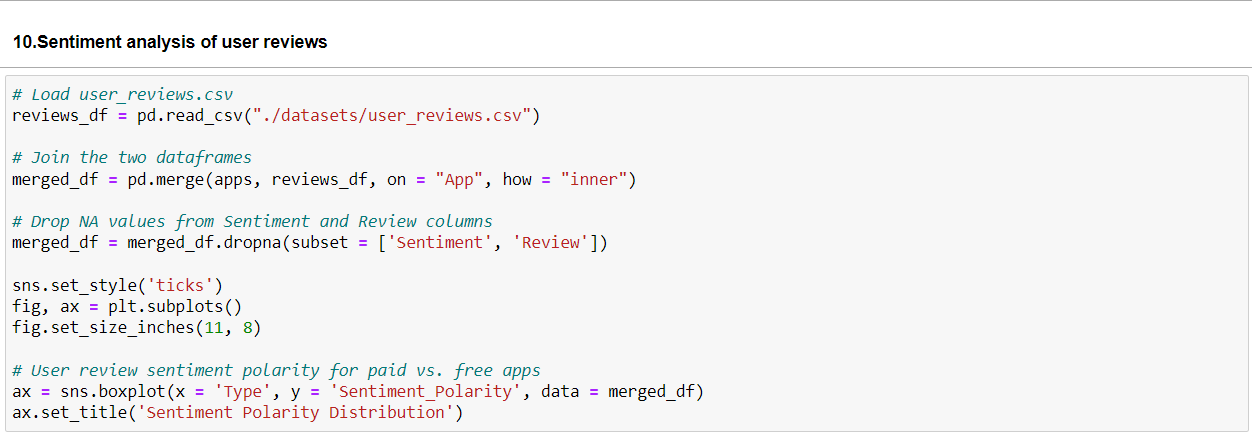 10.Sentiment analysis of user reviews
# Load user_reviews.csv
reviews_df = pd.read_csv("./datasets/user_reviews.csv")
# Join the two dataframes
merged_df = pd.merge(apps, reviews_df, on = "App", how = "inner")
# Drop NA values from Sentiment and Review columns
merged_df = merged_df.dropna(subset = ['Sentiment', 'Review'])
sns.set_style('ticks')
fig, ax = plt.subplots()
fig.set_size_inches(11, 8)
# User review sentiment polarity for paid vs. free apps
ax = sns.boxplot(x = 'Type', y = 'Sentiment_Polarity', data = merged_df)
ax.set_title('Sentiment Polarity Distribution')